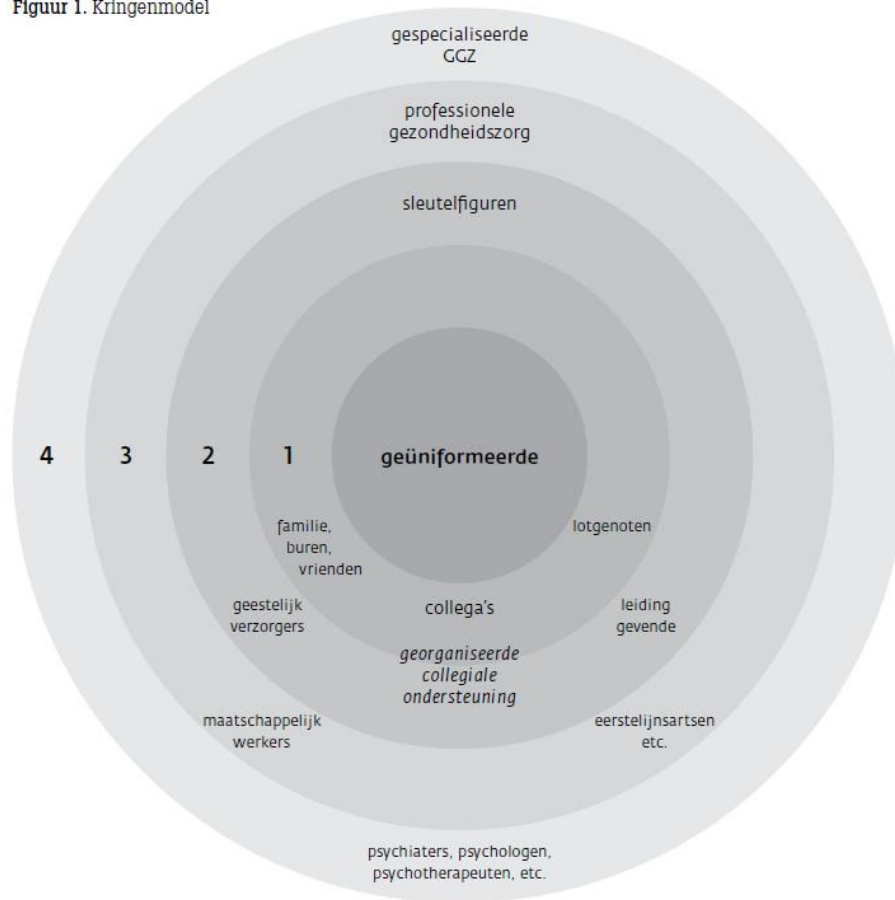 Figuur 1. Kringenmodel
gespecialiseerde
GGZ
professionele
gezondheidszorg
sleutelfiguren
4 3 2 1 geüniformeerde
familie,
buren,
vrienden
lotgenoten
geestelijk
verzorgers
collega's
leiding
gevende
georganiseerde
collegiale
ondersteuning
maatschappelijk
werkers
eerstelijnsartsen
etc.
psychiaters, psychologen,
psychotherapeuten, etc.